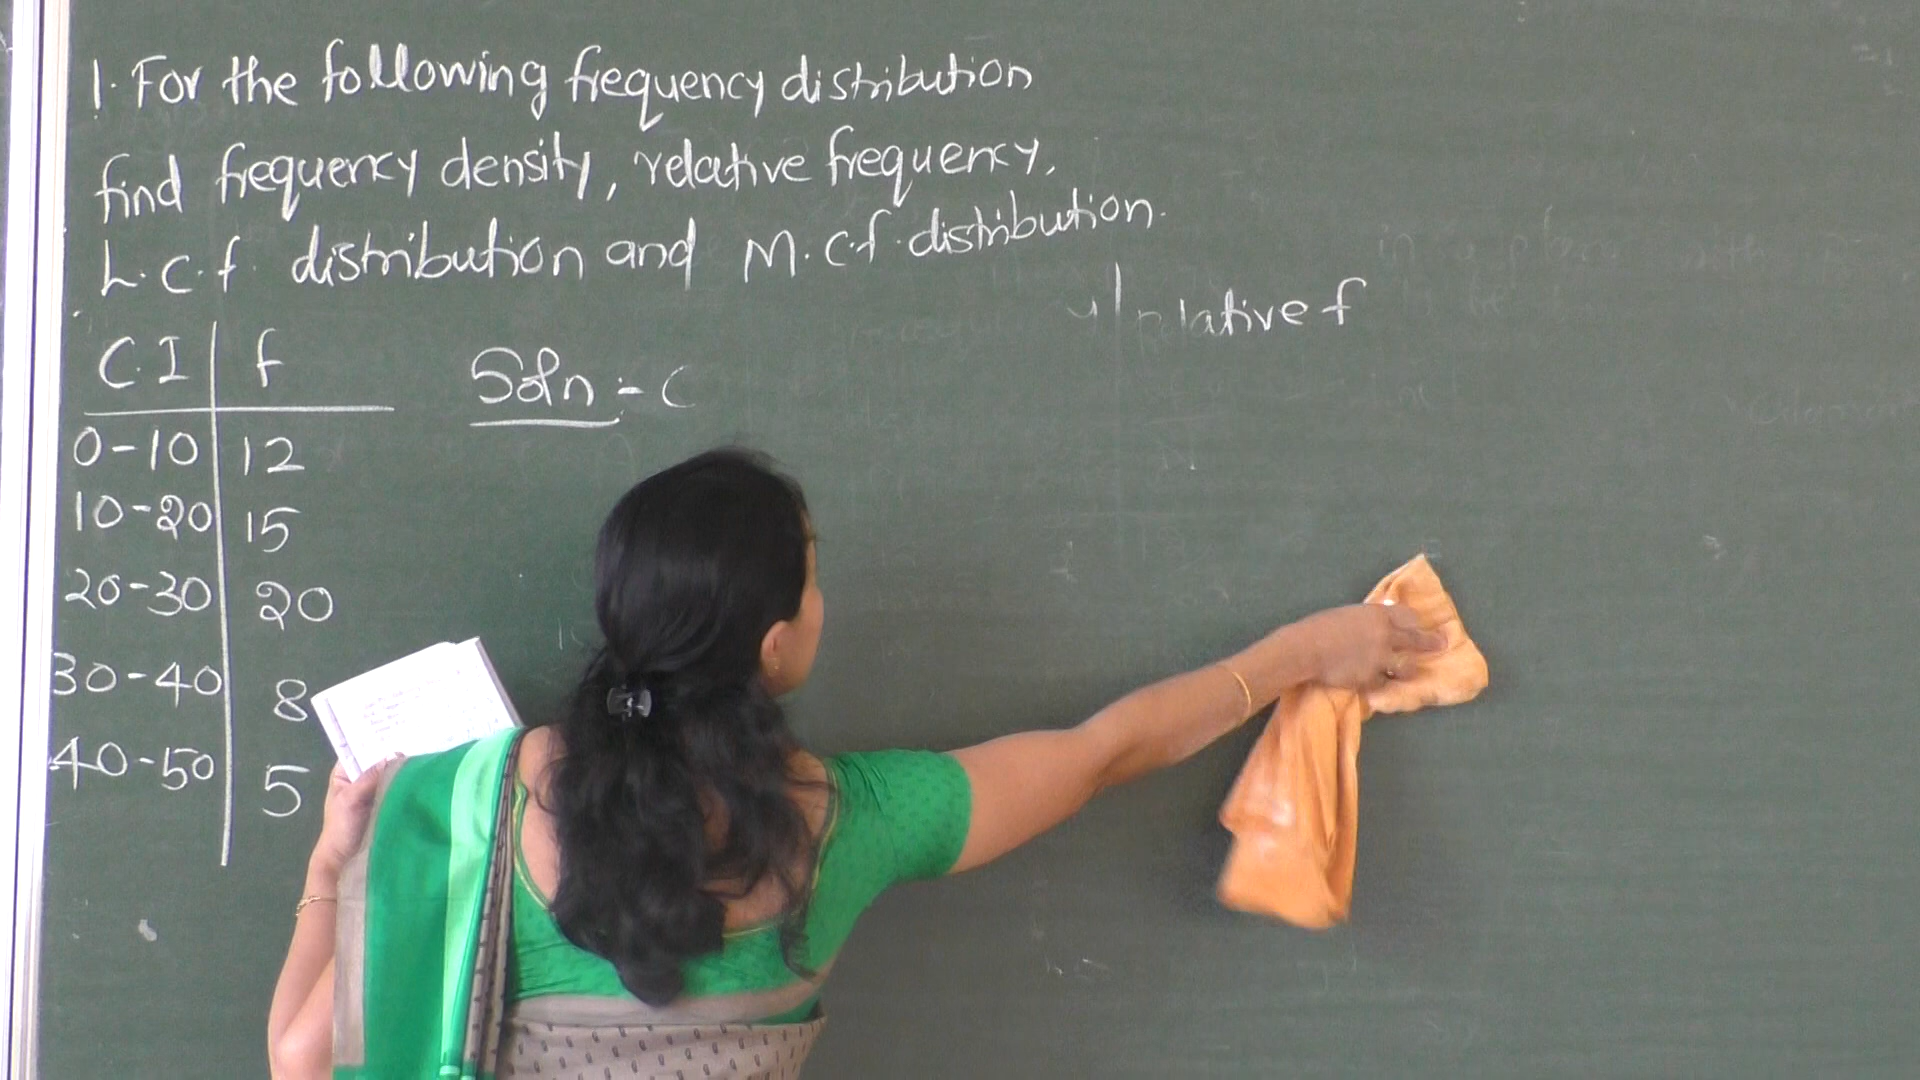 1. For the following frequency distribution
find frequency density, relative frequency,
L.c.f. distribution and M.c.f. distribution.
relative f
C.I f
Soln :- C
0-10 12
10-20 15
20-30 20
30-40 8
40-50 5